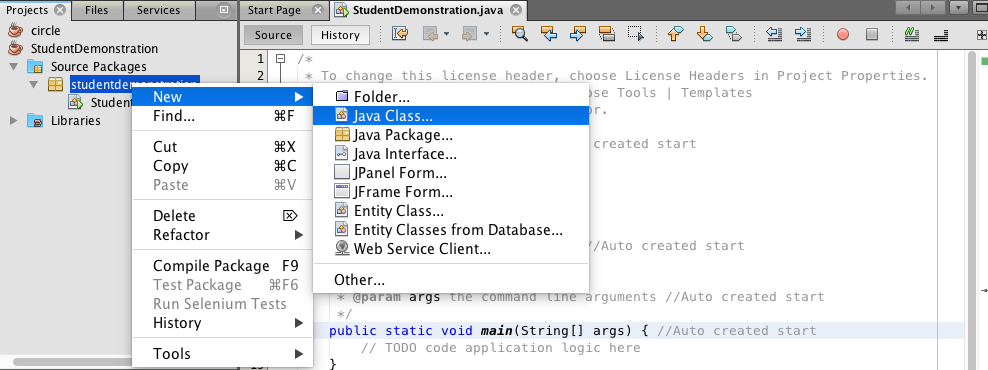 Projects Files Services
Start Page StudentDemonstration.java
circle
StudentDemonstration
Source Packages
studentdemonstration
Student
Libraries
Source History
1 /*
2 * To change this license header, choose License Headers in Project Properties.
ose Tools | Templates
or.
created start
//Auto created start
* @param args the command line arguments //Auto created start
*/
public static void main(String[] args) { //Auto created start
// TODO code application logic here
}
New
Find... ⌘F
Cut ⌘X
Copy ⌘C
Paste ⌘V
Delete ⌦
Refactor
Compile Package F9
Test Package ⌘F6
Run Selenium Tests
History
Tools
Folder...
Java Class...
Java Package...
Java Interface...
JPanel Form...
JFrame Form...
Entity Class...
Entity Classes from Database...
Web Service Client...
Other...